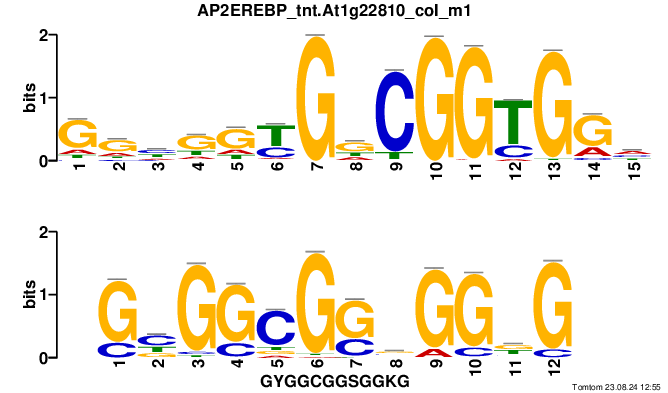 AP2EREBP_tnt.At1g22810_col_m1
2
1
0
bits
1 2 3 4 5 6 7 8 9 10 11 12 13 14 15
2
1
0
bits
1 2 3 4 5 6 7 8 9 10 11 12
GYGGCGGSGGKG
Tomtom 23.08.24 12:55